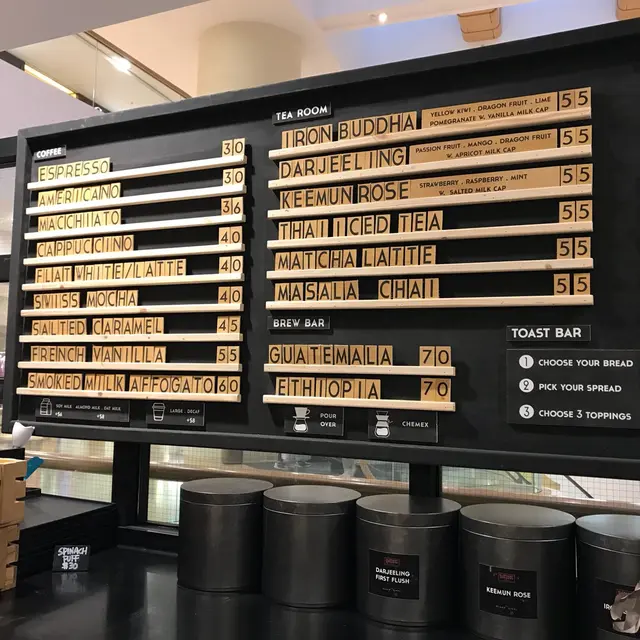 COFFEE
ESPRESSO 30
AMERICANO 30
MACCHIATO 36
CAPPUCCINO 40
FLAT WHITE/LATTE 40
SWISS MOCHA 40
SALTED CARAMEL 45
FRENCH VANILLA 55
SMOKED MILK AFFOGATO 60
SOY MILK · ALMOND MILK · OAT MILK
LARGE · DECAF
TEA ROOM
IRON BUDDHA YELLOW KIWI · DRAGON FRUIT · LIME 55
POMEGRANATE W. VANILLA MILK CAP
DARJEELING PASSION FRUIT · MANGO · DRAGON FRUIT 55
W. APRICOT MILK CAP
KEEMUN ROSE STRAWBERRY · RASPBERRY · MINT 55
W. SALTED MILK CAP
THAI ICED TEA 55
MATCHA LATTE 55
MASALA CHAI 55
BREW BAR
GUATEMALA 70
ETHIOPIA 70
POUR
OVER
CHEMEX
TOAST BAR
1 CHOOSE YOUR BREAD
2 PICK YOUR SPREAD
3 CHOOSE 3 TOPPINGS
SPINACH
PUFF
$30
DARJEELING
FIRST FLUSH
KEEMUN ROSE